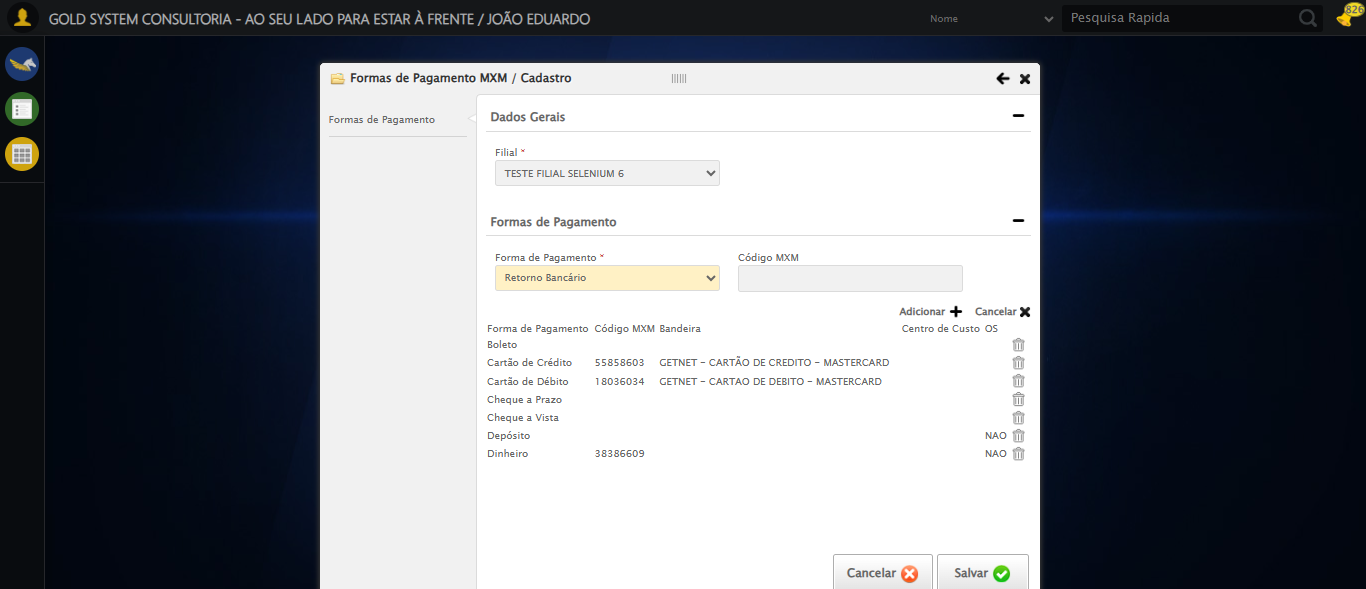 GOLD SYSTEM CONSULTORIA - AO SEU LADO PARA ESTAR À FRENTE / JOÃO EDUARDO
Nome
Pesquisa Rapida
826
Formas de Pagamento MXM / Cadastro
Formas de Pagamento
Dados Gerais
Filial *
TESTE FILIAL SELENIUM 6
Formas de Pagamento
Forma de Pagamento * Código MXM
Retorno Bancário
Adicionar Cancelar
Forma de Pagamento Código MXM Bandeira Centro de Custo OS
Boleto
Cartão de Crédito 55858603 GETNET - CARTÃO DE CREDITO - MASTERCARD
Cartão de Débito 18036034 GETNET - CARTAO DE DEBITO - MASTERCARD
Cheque a Prazo
Cheque a Vista
Depósito NAO
Dinheiro 38386609 NAO
Cancelar Salvar